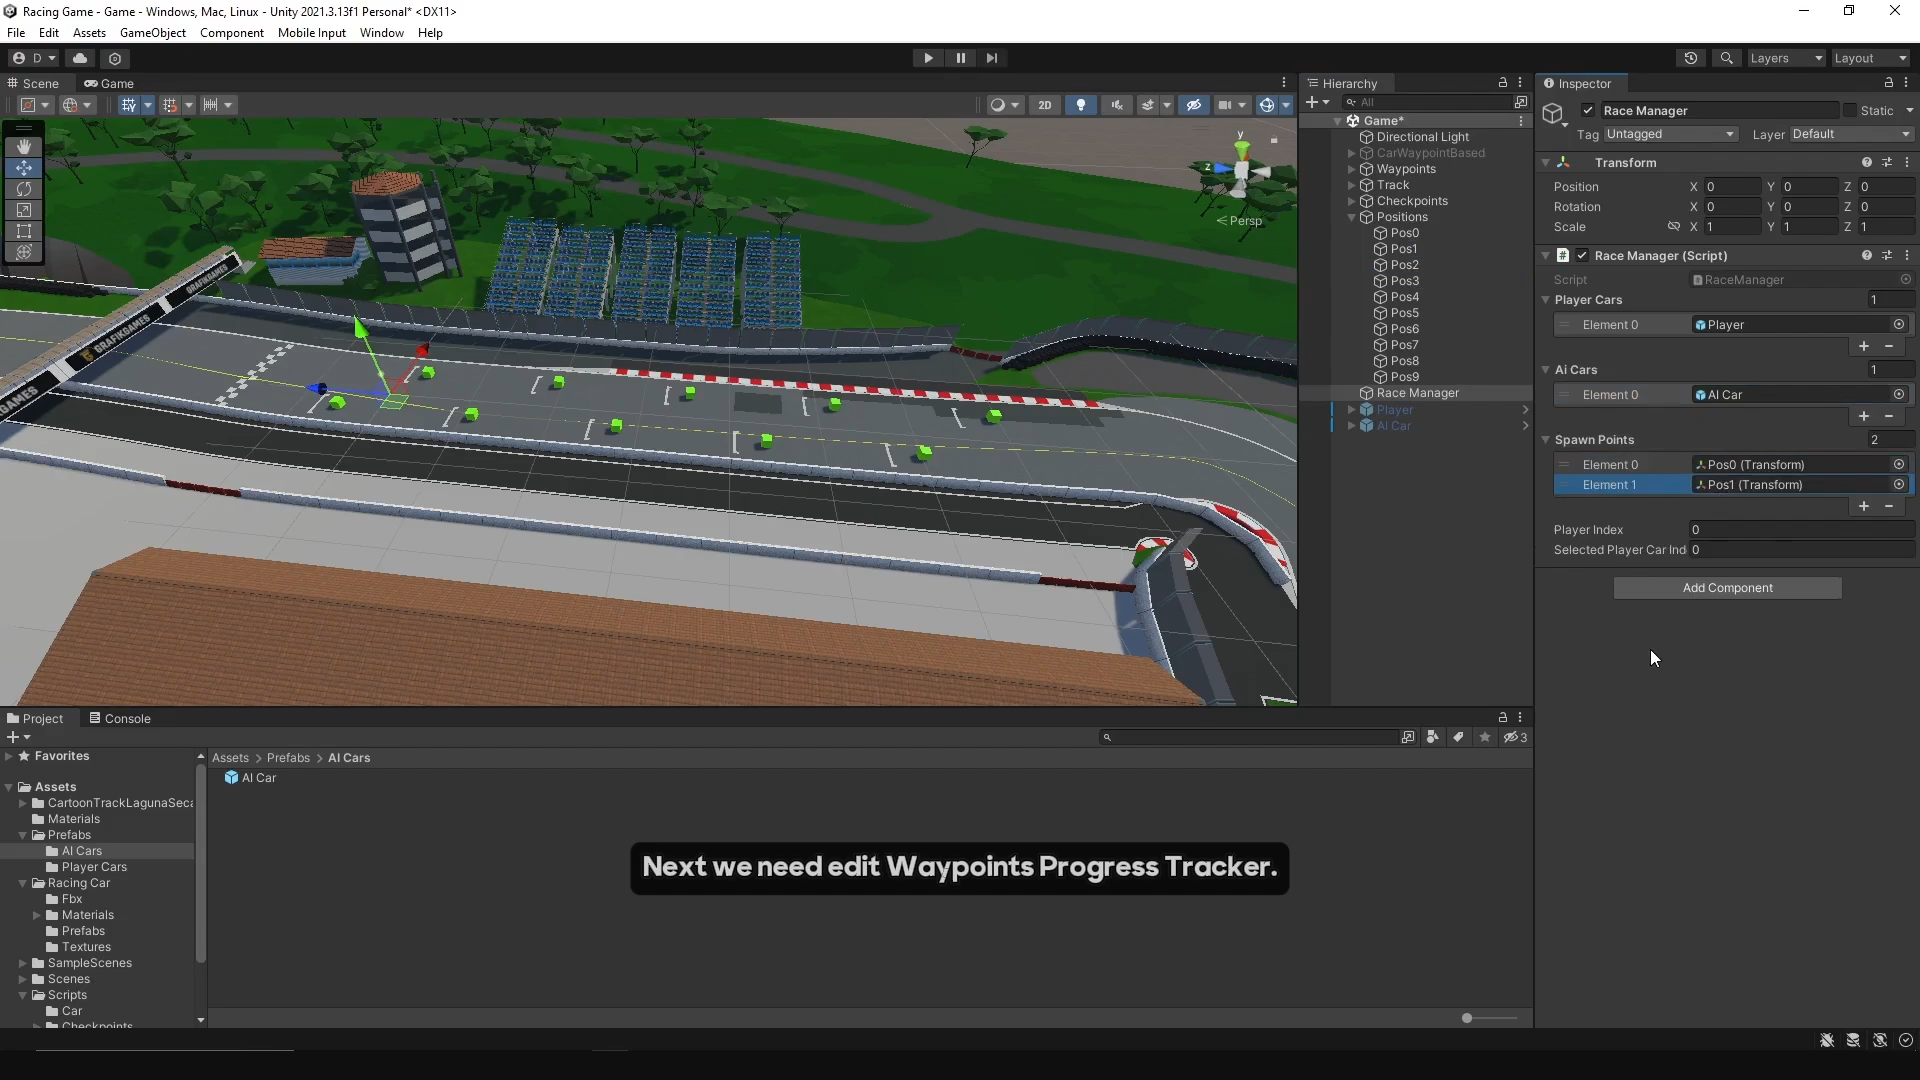 Racing Game - Game - Windows, Mac, Linux - Unity 2021.3.13f1 Personal* <DX11>
File Edit Assets GameObject Component Mobile Input Window Help
D
Layers
Layout
Scene
Game
2D
y
z
Persp
GRAFIKGAMES
GRAFIKGAMES
GAMES
Hierarchy
All
Game*
Directional Light
CarWaypointBased
Waypoints
Track
Checkpoints
Positions
Pos0
Pos1
Pos2
Pos3
Pos4
Pos5
Pos6
Pos7
Pos8
Pos9
Race Manager
Player
AI Car
Inspector
Race Manager
Static
Tag Untagged Layer Default
Transform
Position X 0 Y 0 Z 0
Rotation X 0 Y 0 Z 0
Scale X 1 Y 1 Z 1
Race Manager (Script)
Script RaceManager
Player Cars 1
Element 0 Player
Ai Cars 1
Element 0 AI Car
Spawn Points 2
Element 0 Pos0 (Transform)
Element 1 Pos1 (Transform)
Player Index 0
Selected Player Car Ind 0
Add Component
Project
Console
3
Favorites
Assets
CartoonTrackLagunaSeca
Materials
Prefabs
AI Cars
Player Cars
Racing Car
Fbx
Materials
Prefabs
Textures
SampleScenes
Scenes
Scripts
Car
Checkpoints
Assets > Prefabs > AI Cars
AI Car
Next we need edit Waypoints Progress Tracker.